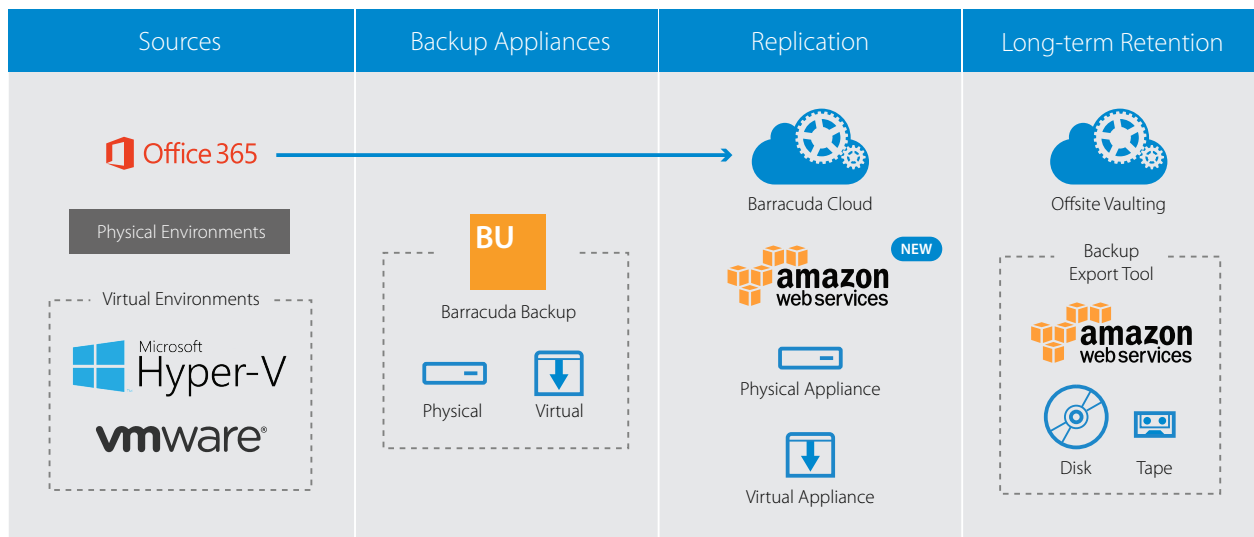 Sources
Backup Appliances
Replication
Long-term Retention
Office 365
Physical Environments
Virtual Environments
Microsoft
Hyper-V
vmware®
BU
Barracuda Backup
Physical
Virtual
Barracuda Cloud
NEW
amazon
web services
Physical Appliance
Virtual Appliance
Offsite Vaulting
Backup
Export Tool
amazon
web services
Disk
Tape